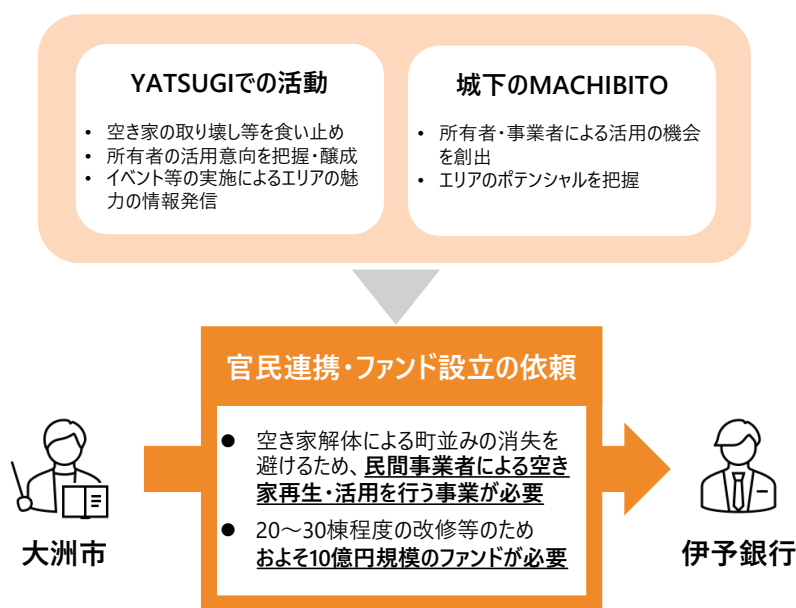 YATSUGIでの活動
• 空き家の取り壊し等を食い止め
• 所有者の活用意向を把握・醸成
• イベント等の実施によるエリアの魅
力の情報発信
城下のMACHIBITO
• 所有者・事業者による活用の機会
を創出
• エリアのポテンシャルを把握
官民連携・ファンド設立の依頼
● 空き家解体による町並みの消失を
避けるため、民間事業者による空き
家再生・活用を行う事業が必要
● 20～30棟程度の改修等のため
およそ10億円規模のファンドが必要
大洲市
伊予銀行